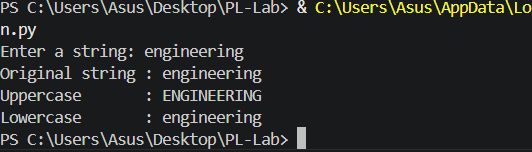 PS C:\Users\Asus\Desktop\PL-Lab> & C:\Users\Asus\AppData\Lo
n.py
Enter a string: engineering
Original string : engineering
Uppercase       : ENGINEERING
Lowercase       : engineering
PS C:\Users\Asus\Desktop\PL-Lab>